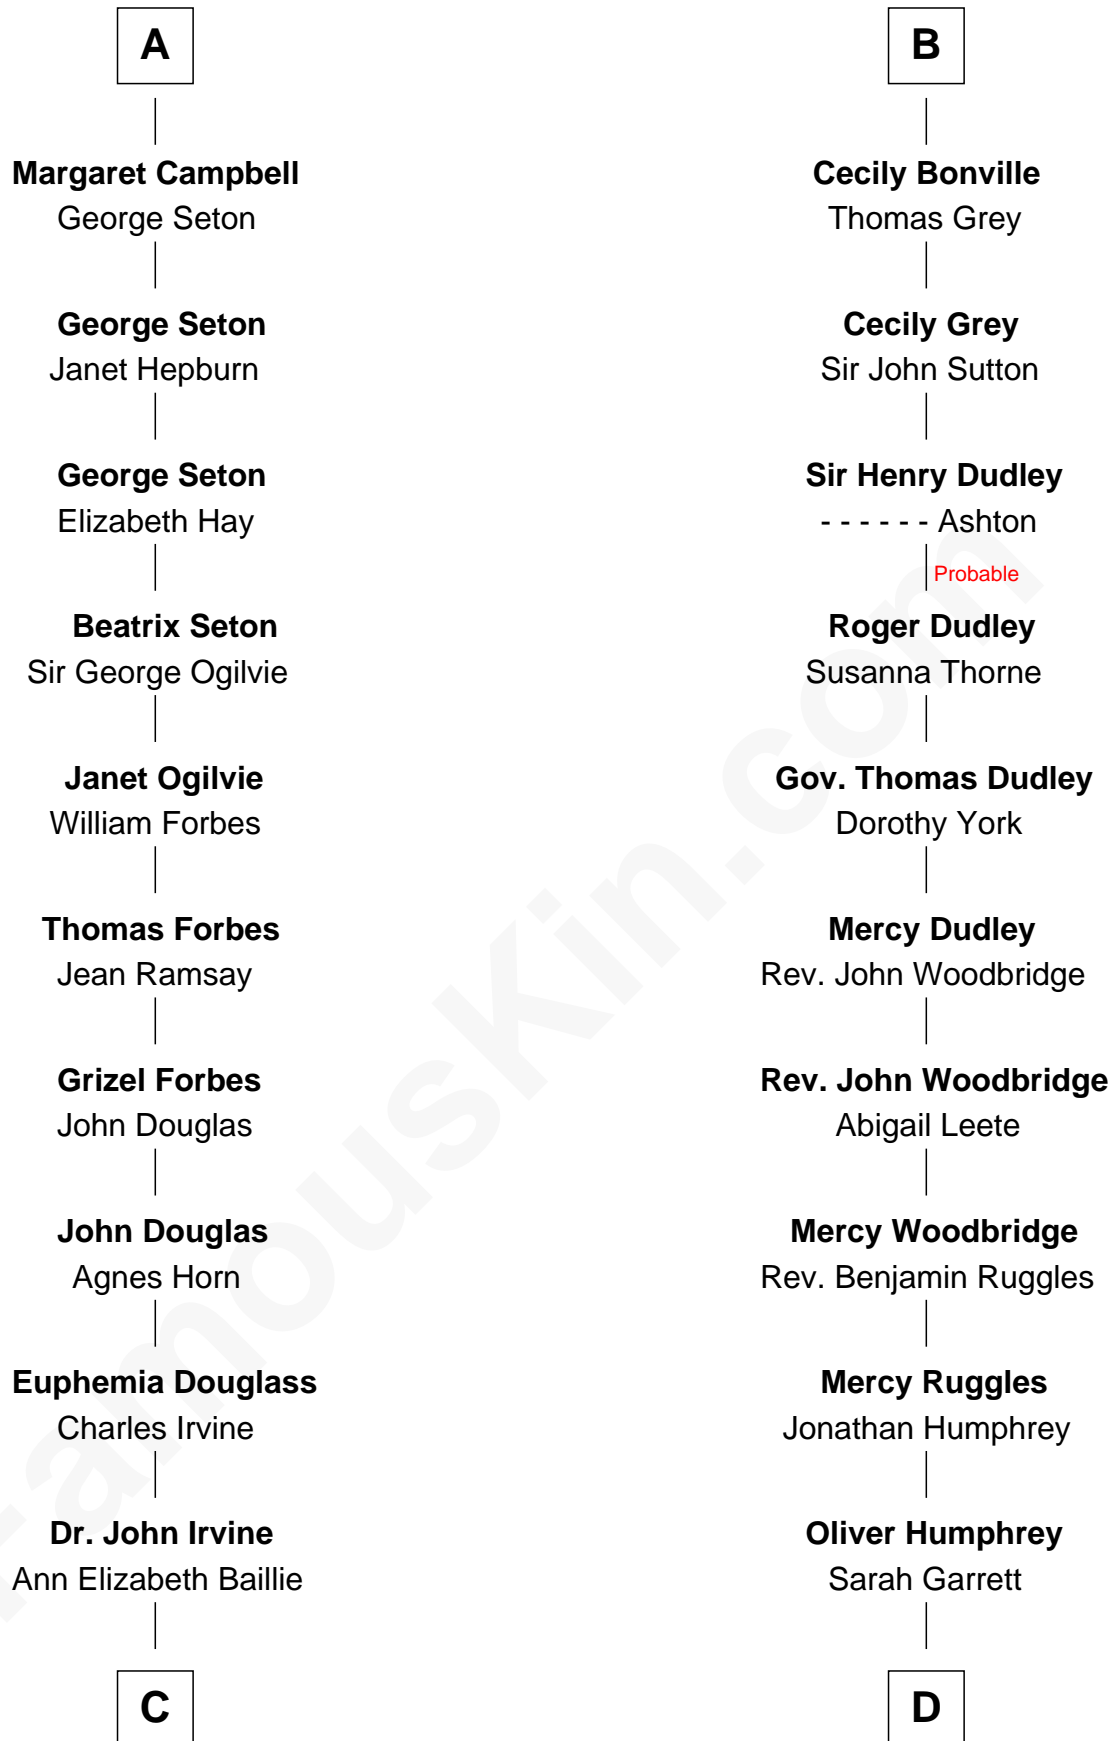 A
Margaret Campbell
George Seton
George Seton
Janet Hepburn
George Seton
Elizabeth Hay
Beatrix Seton
Sir George Ogilvie
Janet Ogilvie
William Forbes
Thomas Forbes
Jean Ramsay
Grizel Forbes
John Douglas
John Douglas
Agnes Horn
Euphemia Douglass
Charles Irvine
Dr. John Irvine
Ann Elizabeth Baillie
C
B
Cecily Bonville
Thomas Grey
Cecily Grey
Sir John Sutton
Sir Henry Dudley
- - - - - - Ashton
Probable
Roger Dudley
Susanna Thorne
Gov. Thomas Dudley
Dorothy York
Mercy Dudley
Rev. John Woodbridge
Rev. John Woodbridge
Abigail Leete
Mercy Woodbridge
Rev. Benjamin Ruggles
Mercy Ruggles
Jonathan Humphrey
Oliver Humphrey
Sarah Garrett
D
FamousKin.com